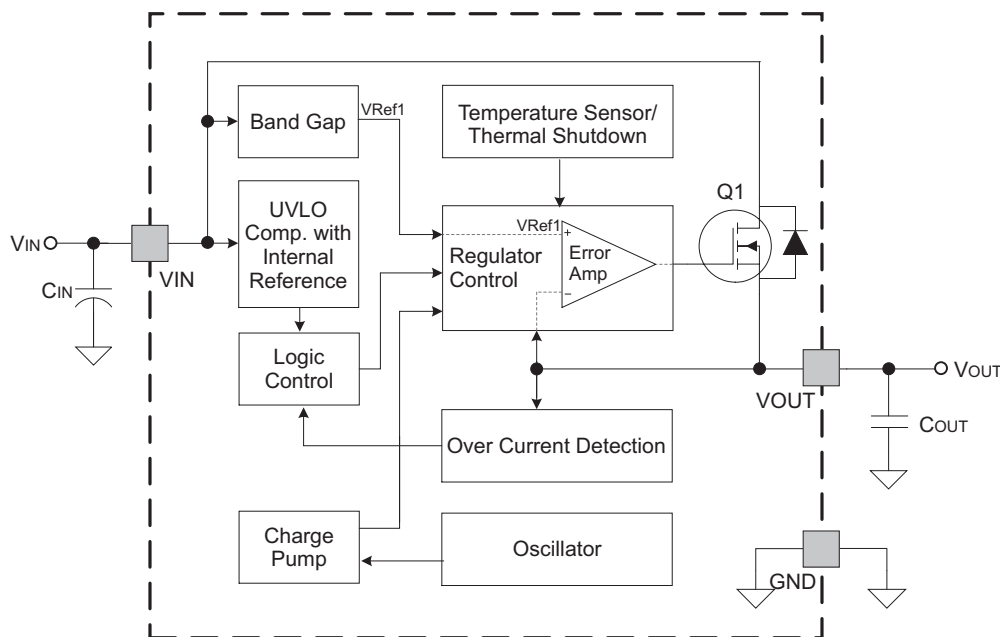 Band Gap
VRef1
Temperature Sensor/
Thermal Shutdown
Q1
UVLO
Comp. with
Internal
Reference
VRef1
+
Regulator
Control
Error
Amp
−
VIN
VIN
CIN
Logic
Control
VOUT
VOUT
COUT
Over Current Detection
Charge
Pump
Oscillator
GND